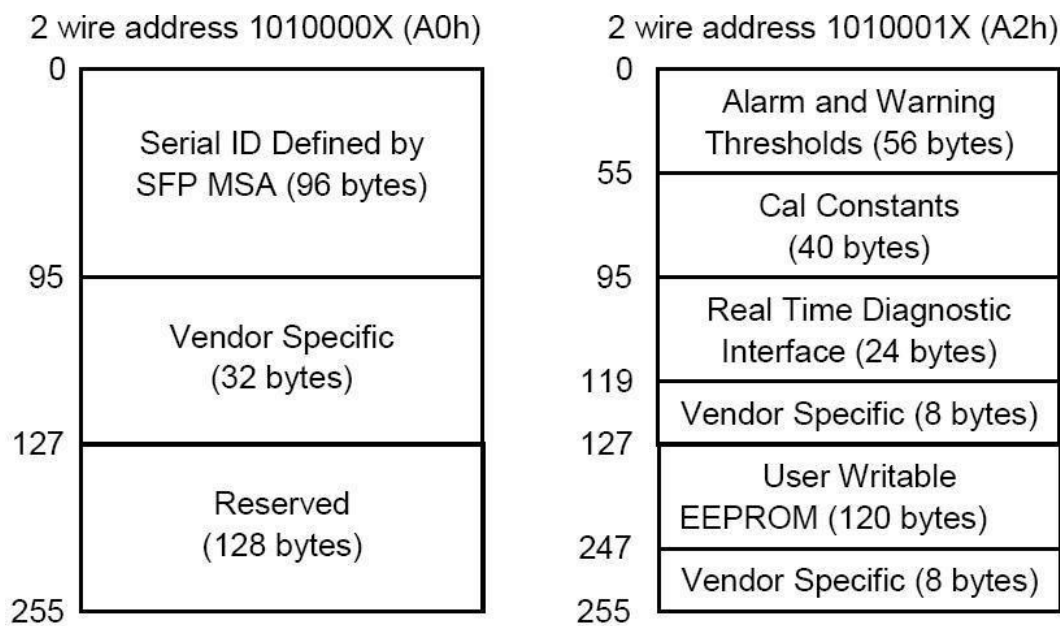 2 wire address 1010000X (A0h)
0
Serial ID Defined by
SFP MSA (96 bytes)
95
Vendor Specific
(32 bytes)
127
Reserved
(128 bytes)
255
2 wire address 1010001X (A2h)
0
Alarm and Warning
Thresholds (56 bytes)
55
Cal Constants
(40 bytes)
95
Real Time Diagnostic
Interface (24 bytes)
119
Vendor Specific (8 bytes)
127
User Writable
EEPROM (120 bytes)
247
Vendor Specific (8 bytes)
255